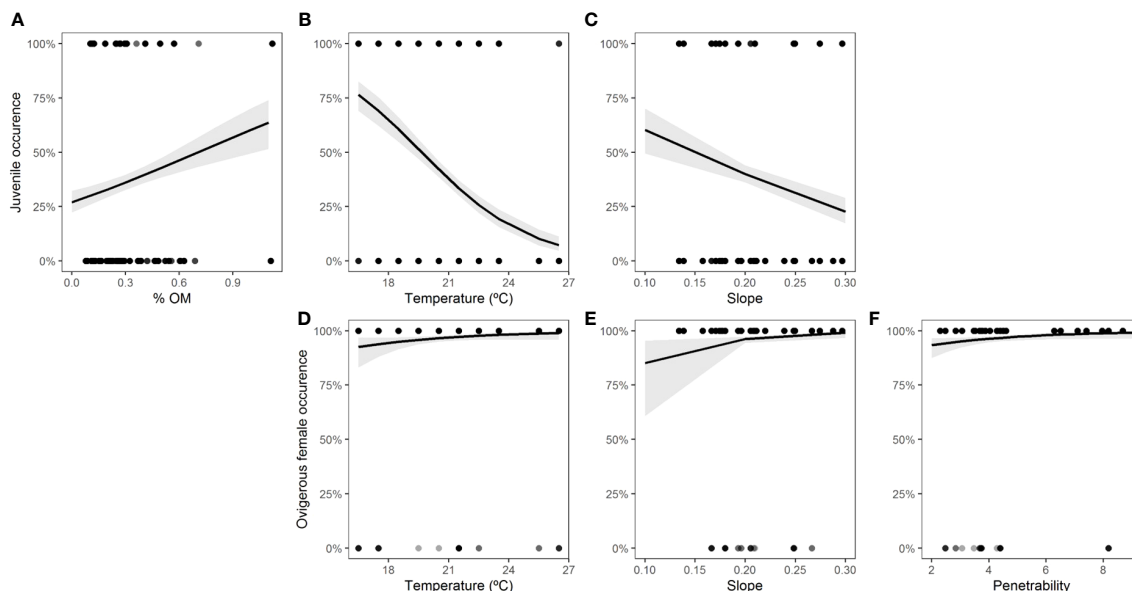 A
B
C
Juvenile occurence
100%
75%
50%
25%
0%
0.0 0.3 0.6 0.9
% OM
100%
75%
50%
25%
0%
18 21 24 27
Temperature (ºC)
100%
75%
50%
25%
0%
0.10 0.15 0.20 0.25 0.30
Slope
D
E
F
Ovigerous female occurence
100%
75%
50%
25%
0%
18 21 24 27
Temperature (ºC)
100%
75%
50%
25%
0%
0.10 0.15 0.20 0.25 0.30
Slope
100%
75%
50%
25%
0%
2 4 6 8
Penetrability